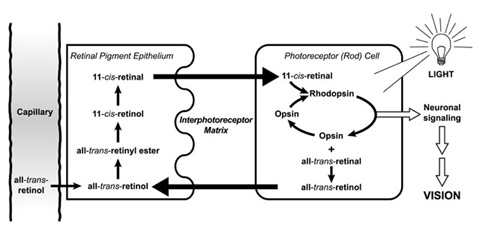 Retinal Pigment Epithelium
Photoreceptor (Rod) Cell
LIGHT
11-cis-retinal
11-cis-retinal
Rhodopsin
Capillary
11-cis-retinol
Interphotoreceptor
Matrix
Opsin
Neuronal
signaling
all-trans-retinyl ester
Opsin
+
all-trans-retinal
all-trans-
retinol
all-trans-retinol
all-trans-retinol
VISION